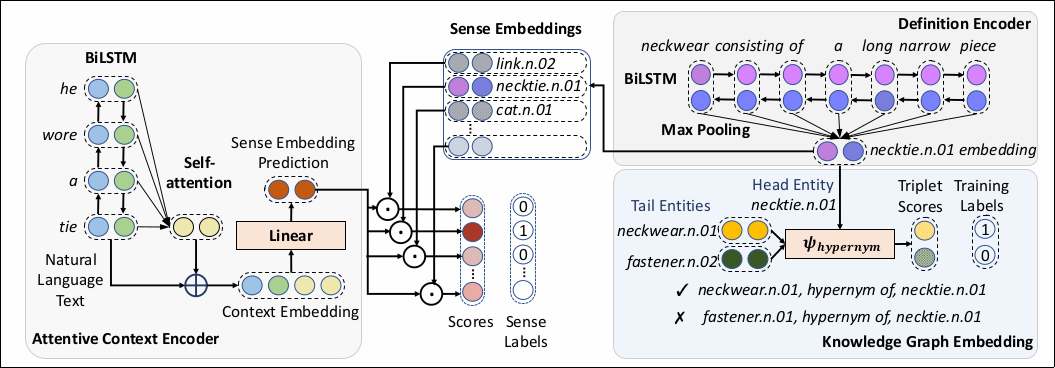 Sense Embeddings
link.n.02
necktie.n.01
cat.n.01
Definition Encoder
neckwear consisting of a long narrow piece
BiLSTM
Max Pooling
necktie.n.01 embedding
BiLSTM
he
wore
a
tie
Self-
attention
Natural
Language
Text
Sense Embedding
Prediction
Linear
Context Embedding
Attentive Context Encoder
0
1
0
Scores
Sense
Labels
Head Entity
necktie.n.01
Tail Entities
neckwear.n.01
fastener.n.02
ψhypernym
Triplet
Scores
Training
Labels
1
0
✓ neckwear.n.01, hypernym of, necktie.n.01
✗ fastener.n.01, hypernym of, necktie.n.01
Knowledge Graph Embedding